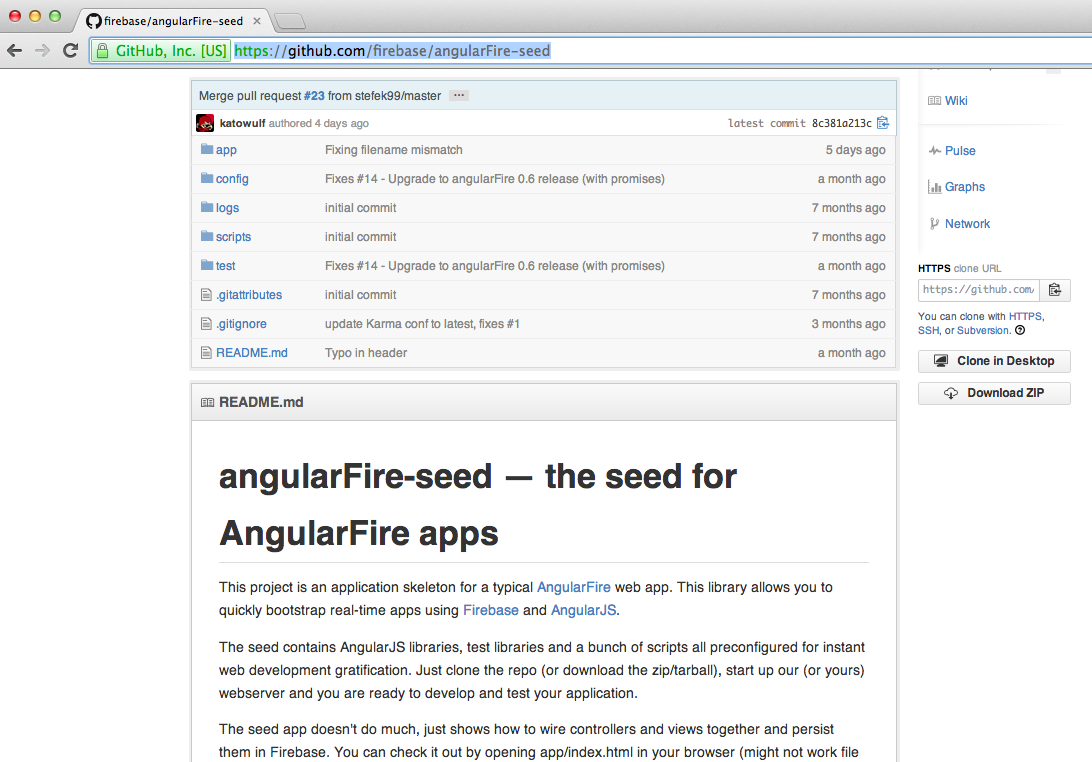 firebase/angularFire-seed
GitHub, Inc. [US] https://github.com/firebase/angularFire-seed
Merge pull request #23 from stefek99/master ...
katowulf authored 4 days ago latest commit 8c381a213c
app Fixing filename mismatch 5 days ago
config Fixes #14 - Upgrade to angularFire 0.6 release (with promises) a month ago
logs initial commit 7 months ago
scripts initial commit 7 months ago
test Fixes #14 - Upgrade to angularFire 0.6 release (with promises) a month ago
.gitattributes initial commit 7 months ago
.gitignore update Karma conf to latest, fixes #1 3 months ago
README.md Typo in header a month ago
README.md
angularFire-seed — the seed for
AngularFire apps
This project is an application skeleton for a typical AngularFire web app. This library allows you to
quickly bootstrap real-time apps using Firebase and AngularJS.
The seed contains AngularJS libraries, test libraries and a bunch of scripts all preconfigured for instant
web development gratification. Just clone the repo (or download the zip/tarball), start up our (or yours)
webserver and you are ready to develop and test your application.
The seed app doesn't do much, just shows how to wire controllers and views together and persist
them in Firebase. You can check it out by opening app/index.html in your browser (might not work file
Wiki
Pulse
Graphs
Network
HTTPS clone URL
https://github.com/
You can clone with HTTPS,
SSH, or Subversion.
Clone in Desktop
Download ZIP